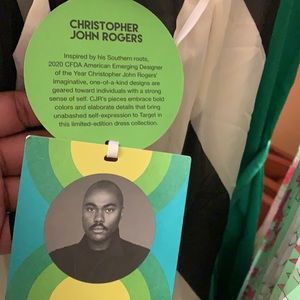 CHRISTOPHER
JOHN ROGERS
Inspired by his Southern roots,
2020 CFDA American Emerging Designer
of the Year Christopher John Rogers'
imaginative, one-of-a-kind designs are
geared toward individuals with a strong
sense of self. CJR's pieces embrace bold
colors and elaborate details that bring
unabashed self-expression to Target in
this limited-edition dress collection.